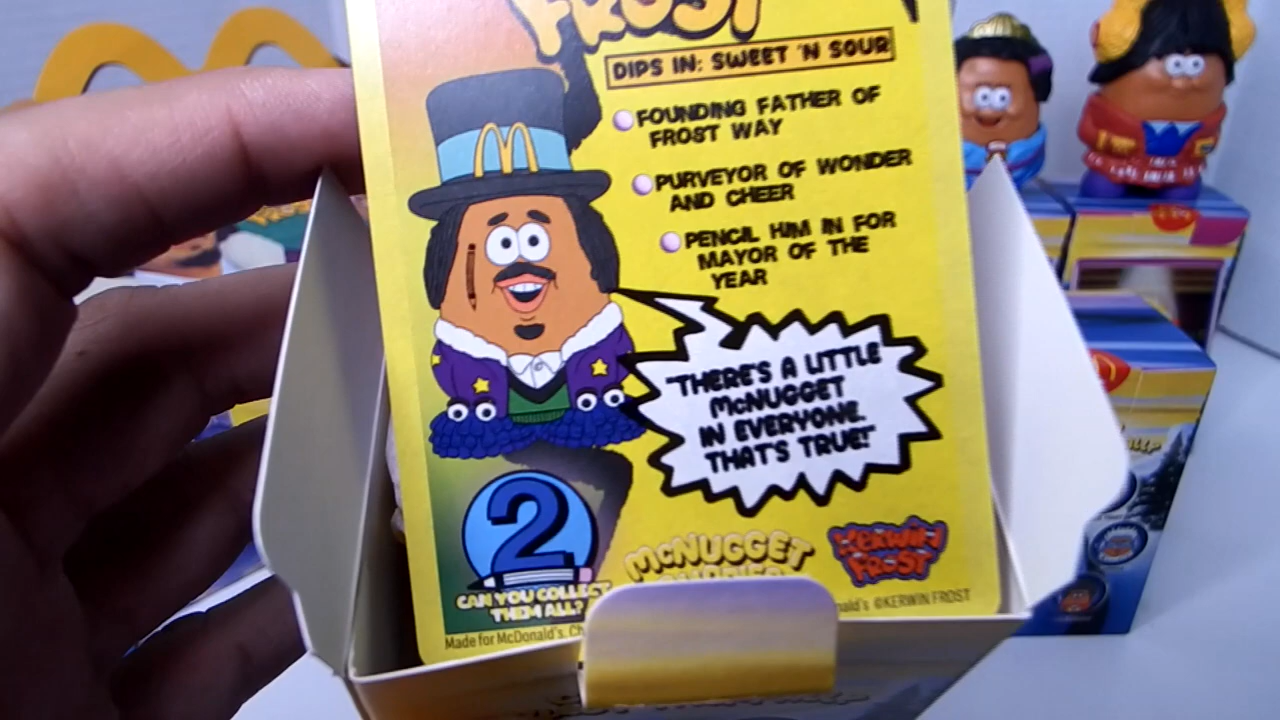 FROST
DIPS IN: SWEET 'N SOUR
FOUNDING FATHER OF
FROST WAY
PURVEYOR OF WONDER
AND CHEER
PENCIL HIM IN FOR
MAYOR OF THE
YEAR
"THERE'S A LITTLE
McNUGGET
IN EVERYONE.
THAT'S TRUE!"
2
CAN YOU COLLECT
THEM ALL?
McNUGGET
KERWIN
FROST
Made for McDonald's.
©KERWIN FROST